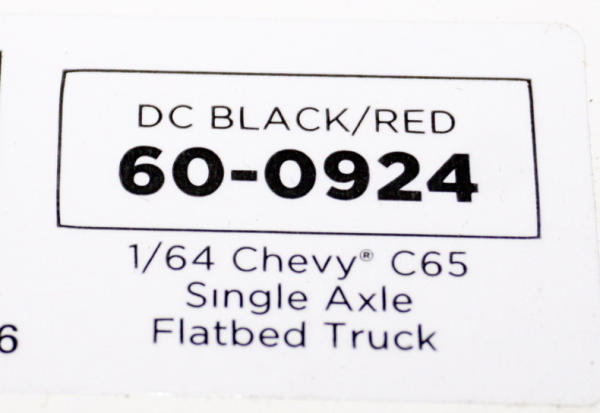 DC BLACK/RED
60-0924
1/64 Chevy® C65
Single Axle
Flatbed Truck
6